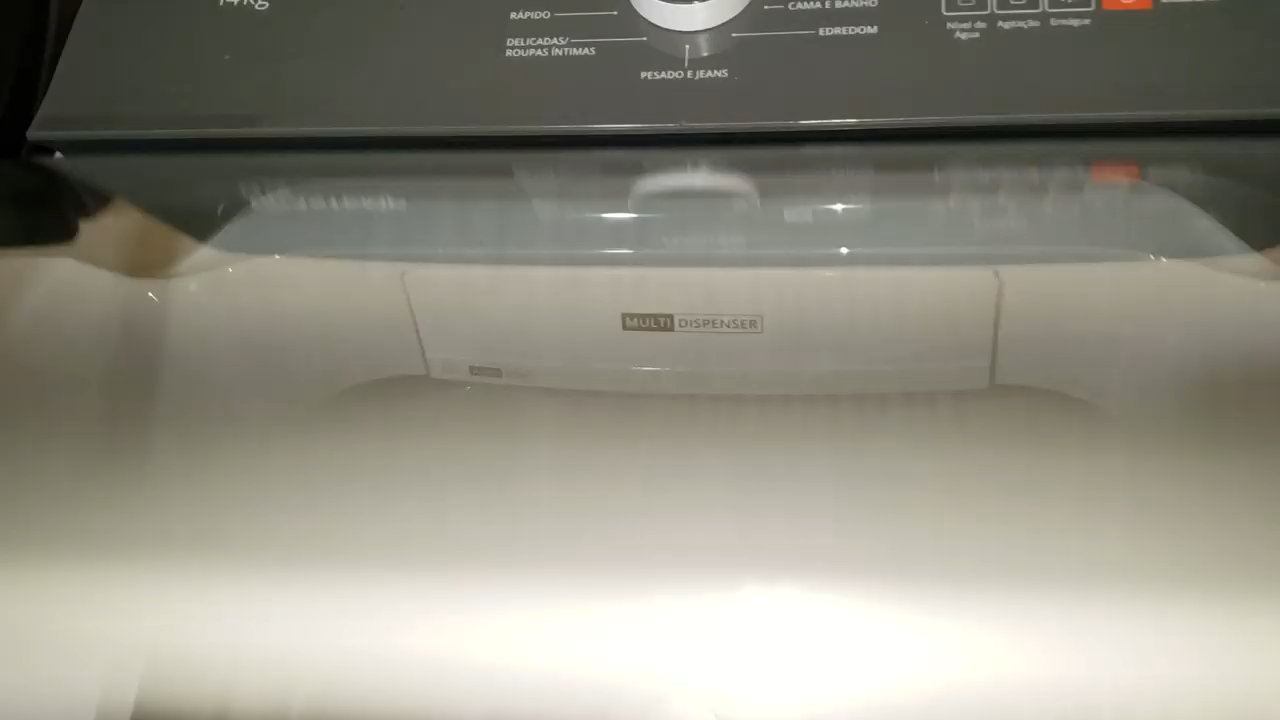 14kg
RÁPIDO
CAMA E BANHO
DELICADAS/
ROUPAS ÍNTIMAS
EDREDOM
PESADO E JEANS
Nível de
Água
Agitação
Enxágue
MULTI DISPENSER